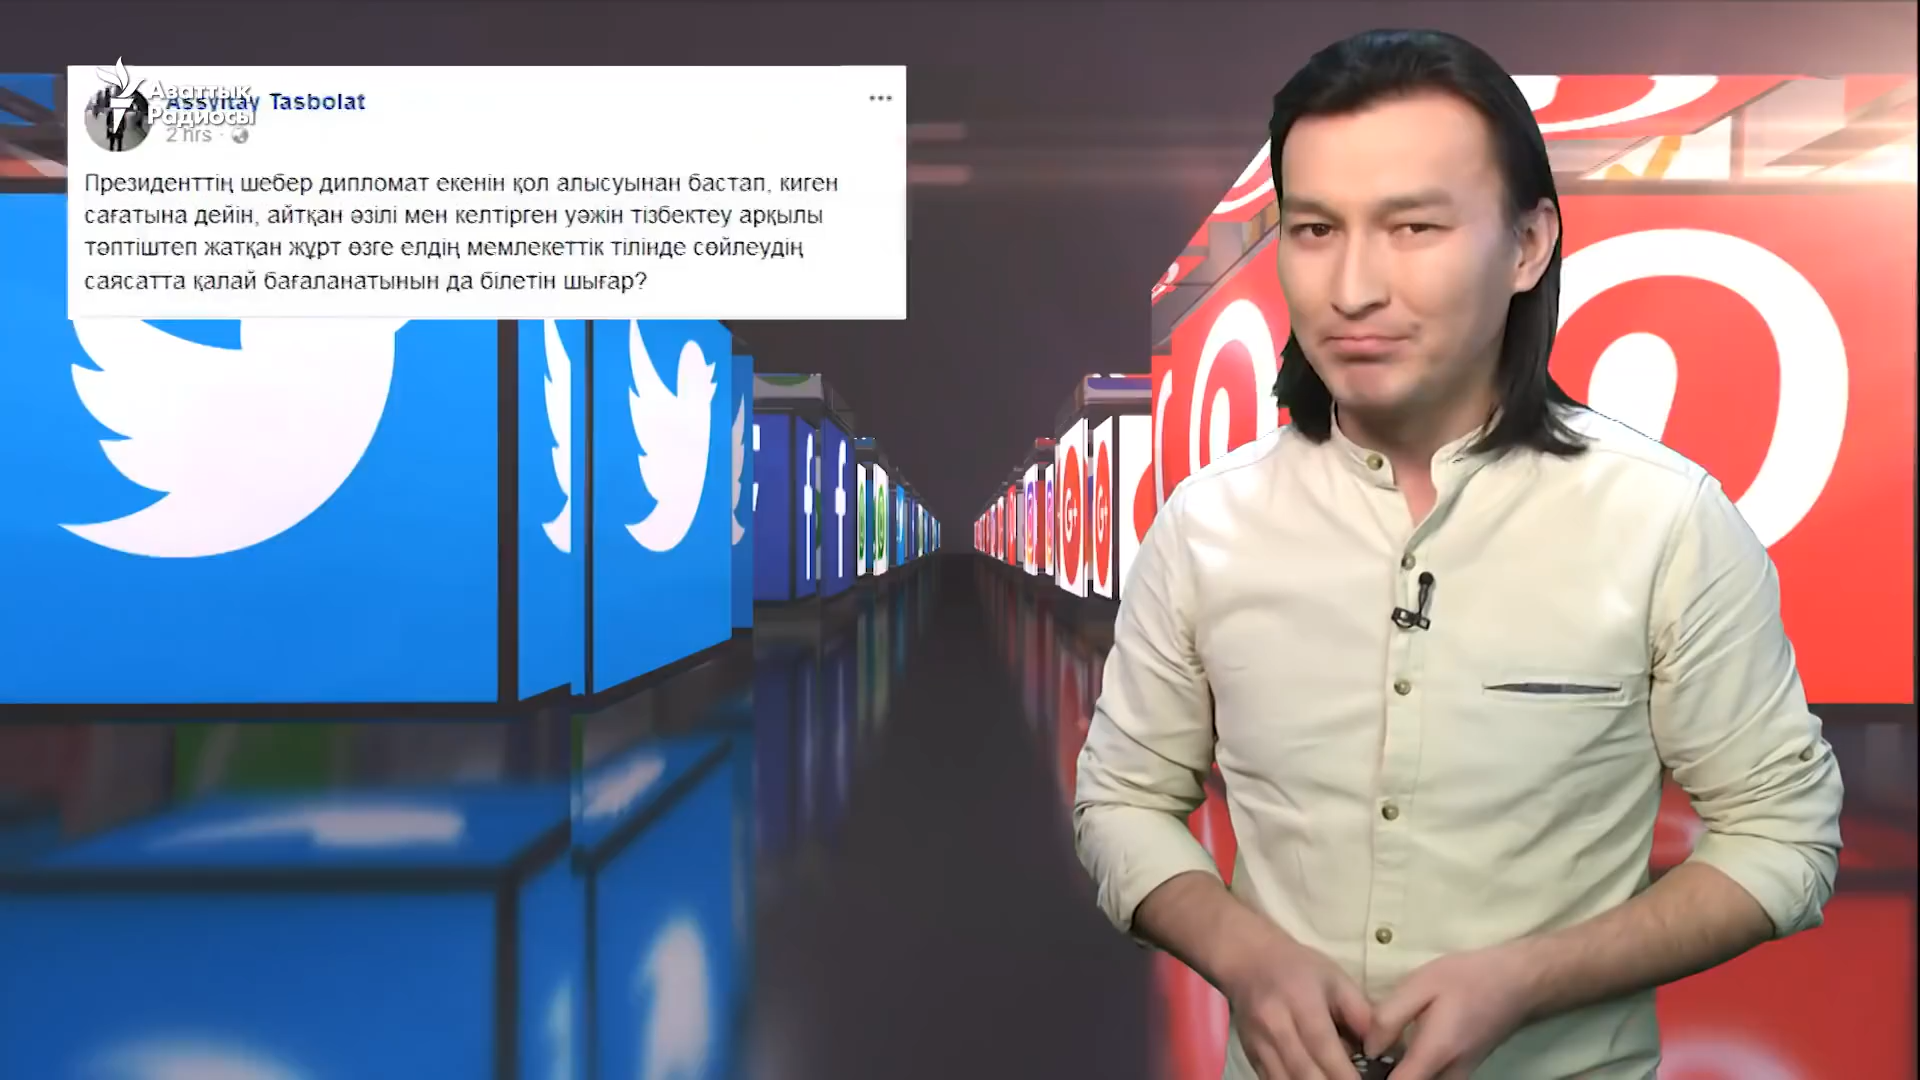 Азаттық
Радиосы
Assyltay Tasbolat
2 hrs
Президенттің шебер дипломат екенін қол алысуынан бастап, киген
сағатына дейін, айтқан әзілі мен келтірген уәжін тізбектеу арқылы
тәптіштеп жатқан жұрт өзге елдің мемлекеттік тілінде сөйлеудің
саясатта қалай бағаланатынын да білетін шығар?
G+
G+